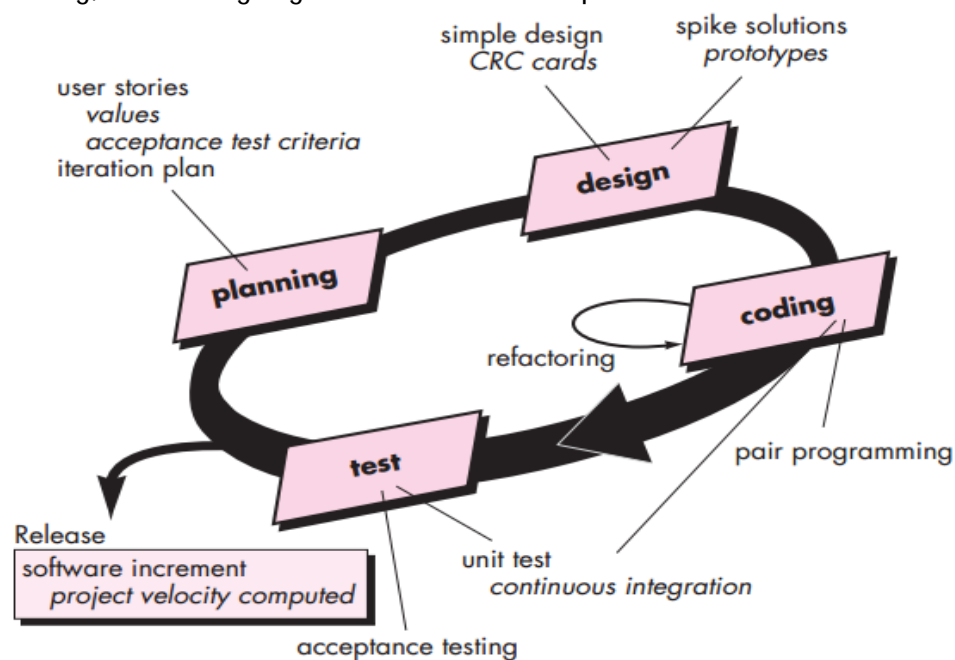 simple design
CRC cards
spike solutions
prototypes
user stories
values
acceptance test criteria
iteration plan
design
planning
coding
refactoring
test
pair programming
Release
software increment
project velocity computed
unit test
continuous integration
acceptance testing